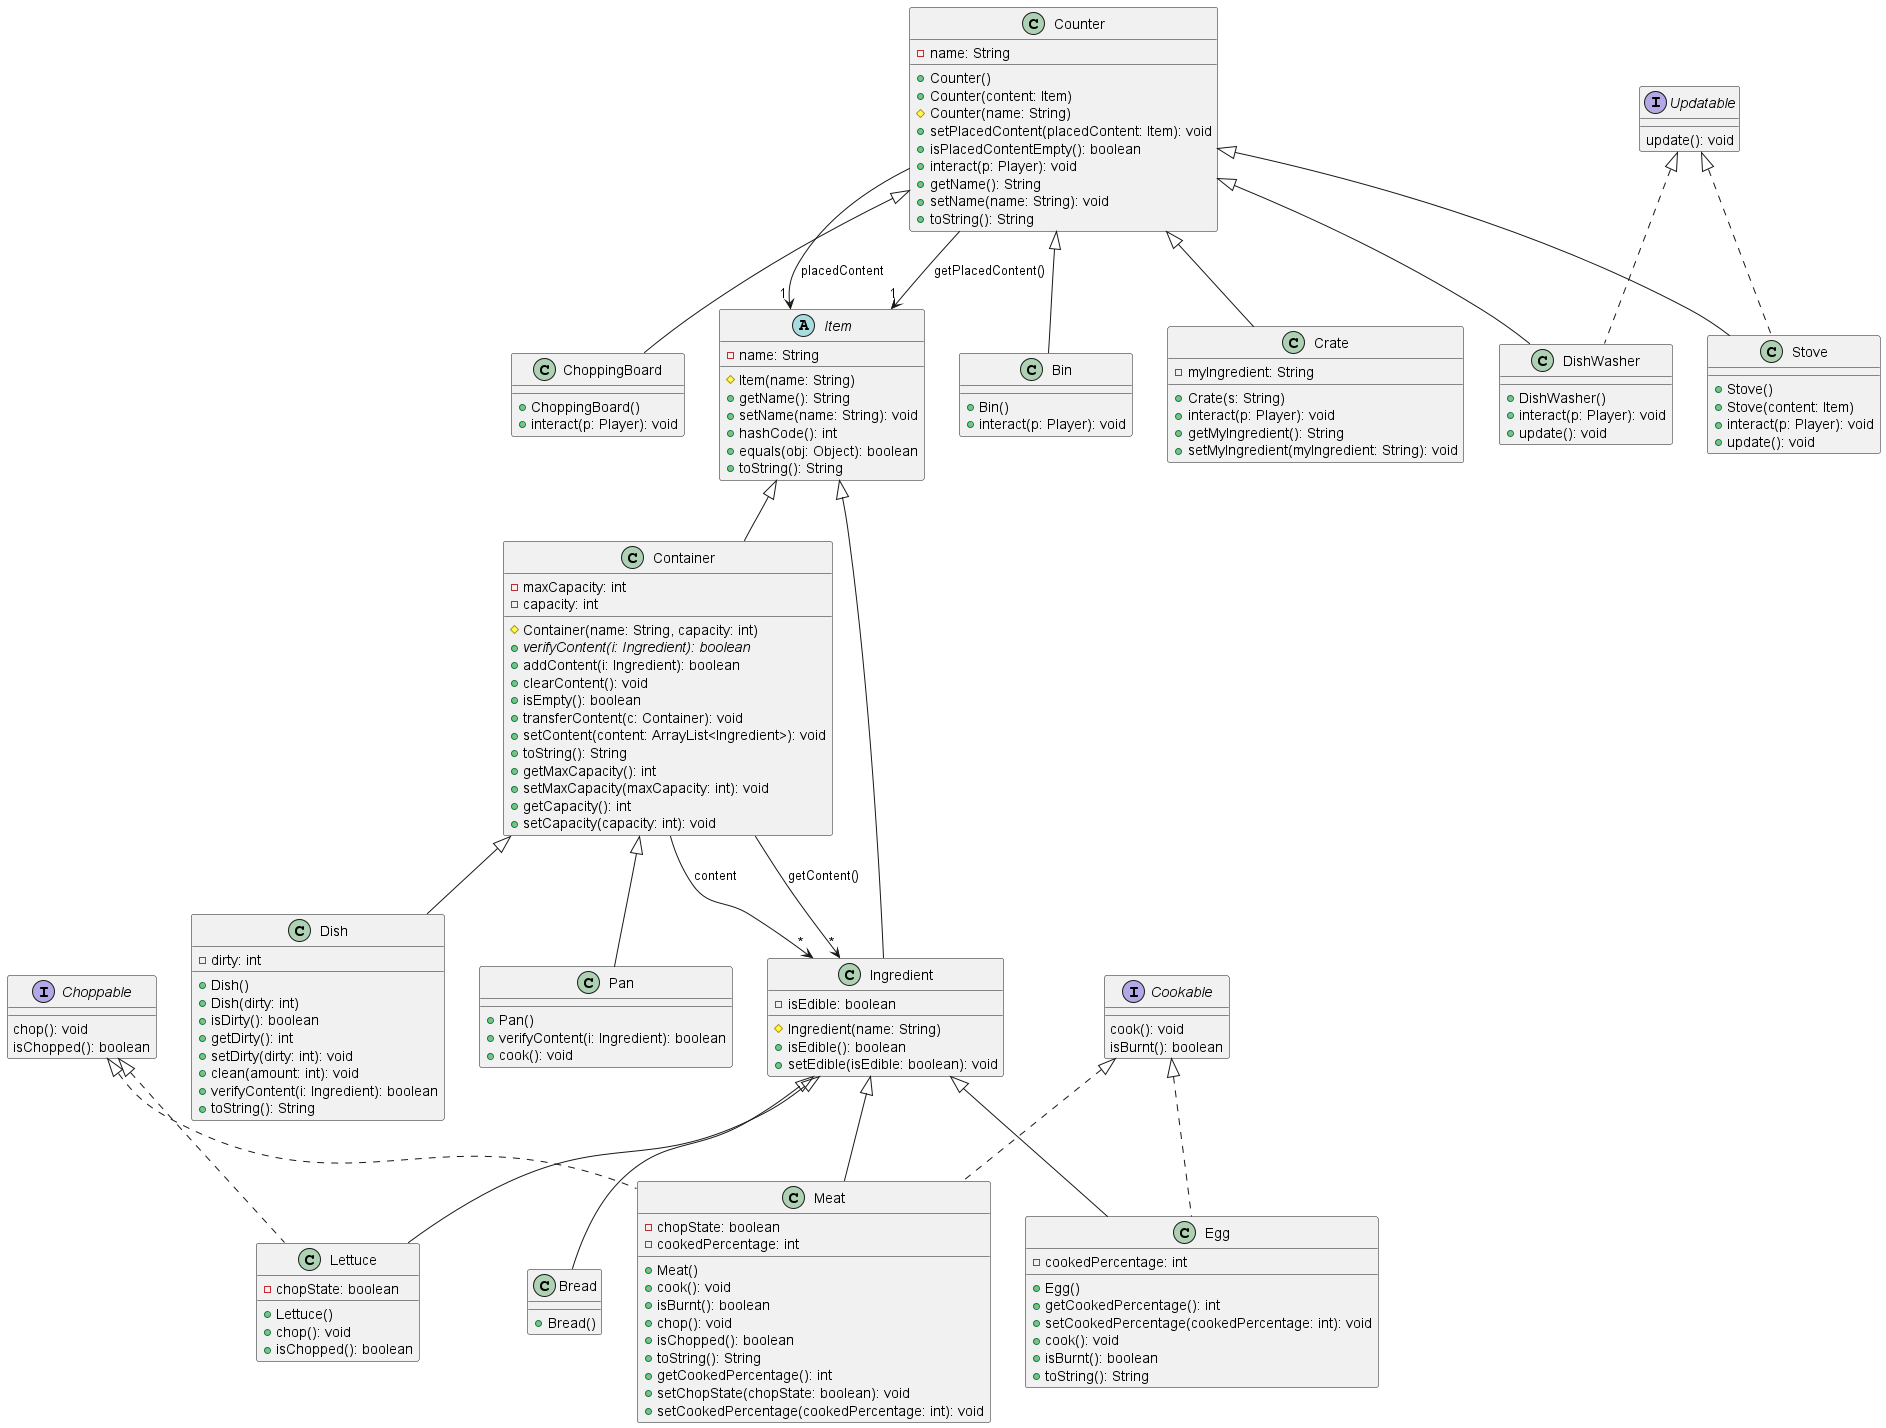 C Counter
name: String
Counter()
Counter(content: Item)
Counter(name: String)
setPlacedContent(placedContent: Item): void
isPlacedContentEmpty(): boolean
interact(p: Player): void
getName(): String
setName(name: String): void
toString(): String
I Updatable
update(): void
placedContent
getPlacedContent()
1
1
C ChoppingBoard
ChoppingBoard()
interact(p: Player): void
A Item
name: String
Item(name: String)
getName(): String
setName(name: String): void
hashCode(): int
equals(obj: Object): boolean
toString(): String
C Bin
Bin()
interact(p: Player): void
C Crate
myIngredient: String
Crate(s: String)
interact(p: Player): void
getMyIngredient(): String
setMyIngredient(myIngredient: String): void
C DishWasher
DishWasher()
interact(p: Player): void
update(): void
C Stove
Stove()
Stove(content: Item)
interact(p: Player): void
update(): void
C Container
maxCapacity: int
capacity: int
Container(name: String, capacity: int)
verifyContent(i: Ingredient): boolean
addContent(i: Ingredient): boolean
clearContent(): void
isEmpty(): boolean
transferContent(c: Container): void
setContent(content: ArrayList<Ingredient>): void
toString(): String
getMaxCapacity(): int
setMaxCapacity(maxCapacity: int): void
getCapacity(): int
setCapacity(capacity: int): void
content
getContent()
*
*
I Choppable
chop(): void
isChopped(): boolean
C Dish
dirty: int
Dish()
Dish(dirty: int)
isDirty(): boolean
getDirty(): int
setDirty(dirty: int): void
clean(amount: int): void
verifyContent(i: Ingredient): boolean
toString(): String
C Pan
Pan()
verifyContent(i: Ingredient): boolean
cook(): void
C Ingredient
isEdible: boolean
Ingredient(name: String)
isEdible(): boolean
setEdible(isEdible: boolean): void
I Cookable
cook(): void
isBurnt(): boolean
C Lettuce
chopState: boolean
Lettuce()
chop(): void
isChopped(): boolean
C Bread
Bread()
C Meat
chopState: boolean
cookedPercentage: int
Meat()
cook(): void
isBurnt(): boolean
chop(): void
isChopped(): boolean
toString(): String
getCookedPercentage(): int
setChopState(chopState: boolean): void
setCookedPercentage(cookedPercentage: int): void
C Egg
cookedPercentage: int
Egg()
getCookedPercentage(): int
setCookedPercentage(cookedPercentage: int): void
cook(): void
isBurnt(): boolean
toString(): String